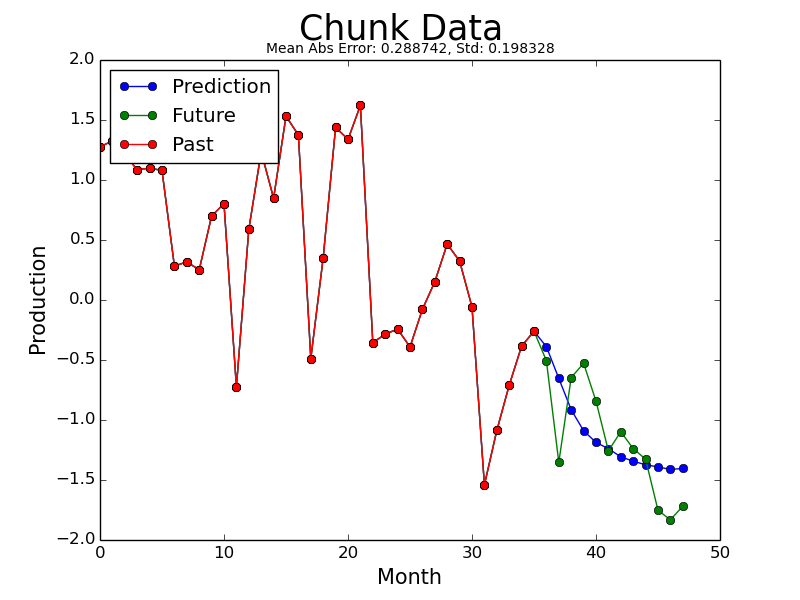 Chunk Data
Mean Abs Error: 0.288742, Std: 0.198328
Prediction
Future
Past
2.0
1.5
1.0
0.5
0.0
−0.5
−1.0
−1.5
−2.0
Production
0 10 20 30 40 50
Month